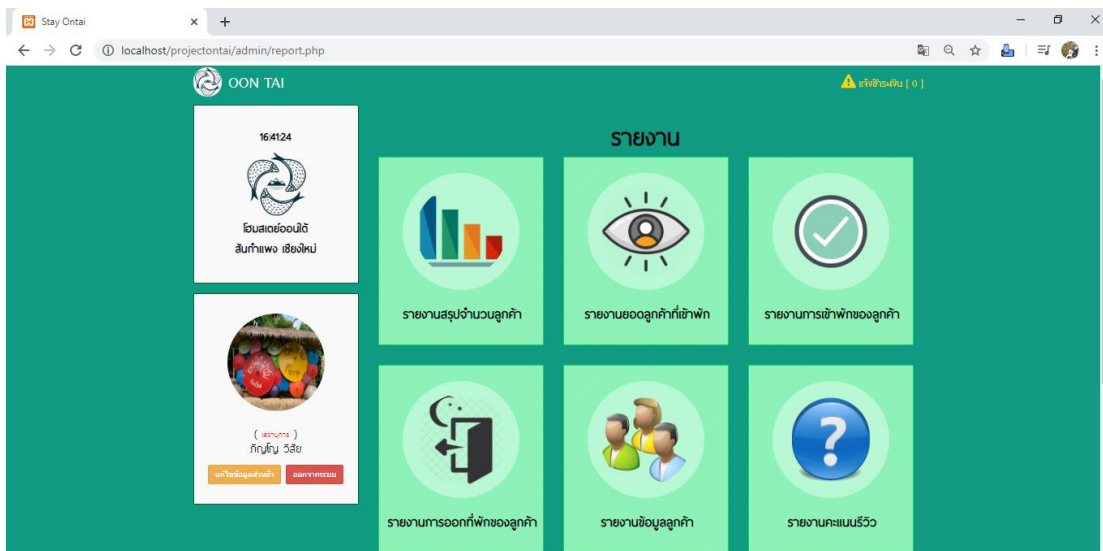 Stay Ontai
localhost/projectontai/admin/report.php
OON TAI
แจ้งชำระเงิน [ 0 ]
16:41:24
โฮมสเตย์ออนใต้
สันกำแพง เชียงใหม่
( เลขานุการ )
ภิญโญ วิสัย
แก้ไขข้อมูลส่วนตัว
ออกจากระบบ
รายงาน
รายงานสรุปจำนวนลูกค้า
รายงานยอดลูกค้าที่เข้าพัก
รายงานการเข้าพักของลูกค้า
รายงานการออกที่พักของลูกค้า
รายงานข้อมูลลูกค้า
รายงานคะแนนรีวิว